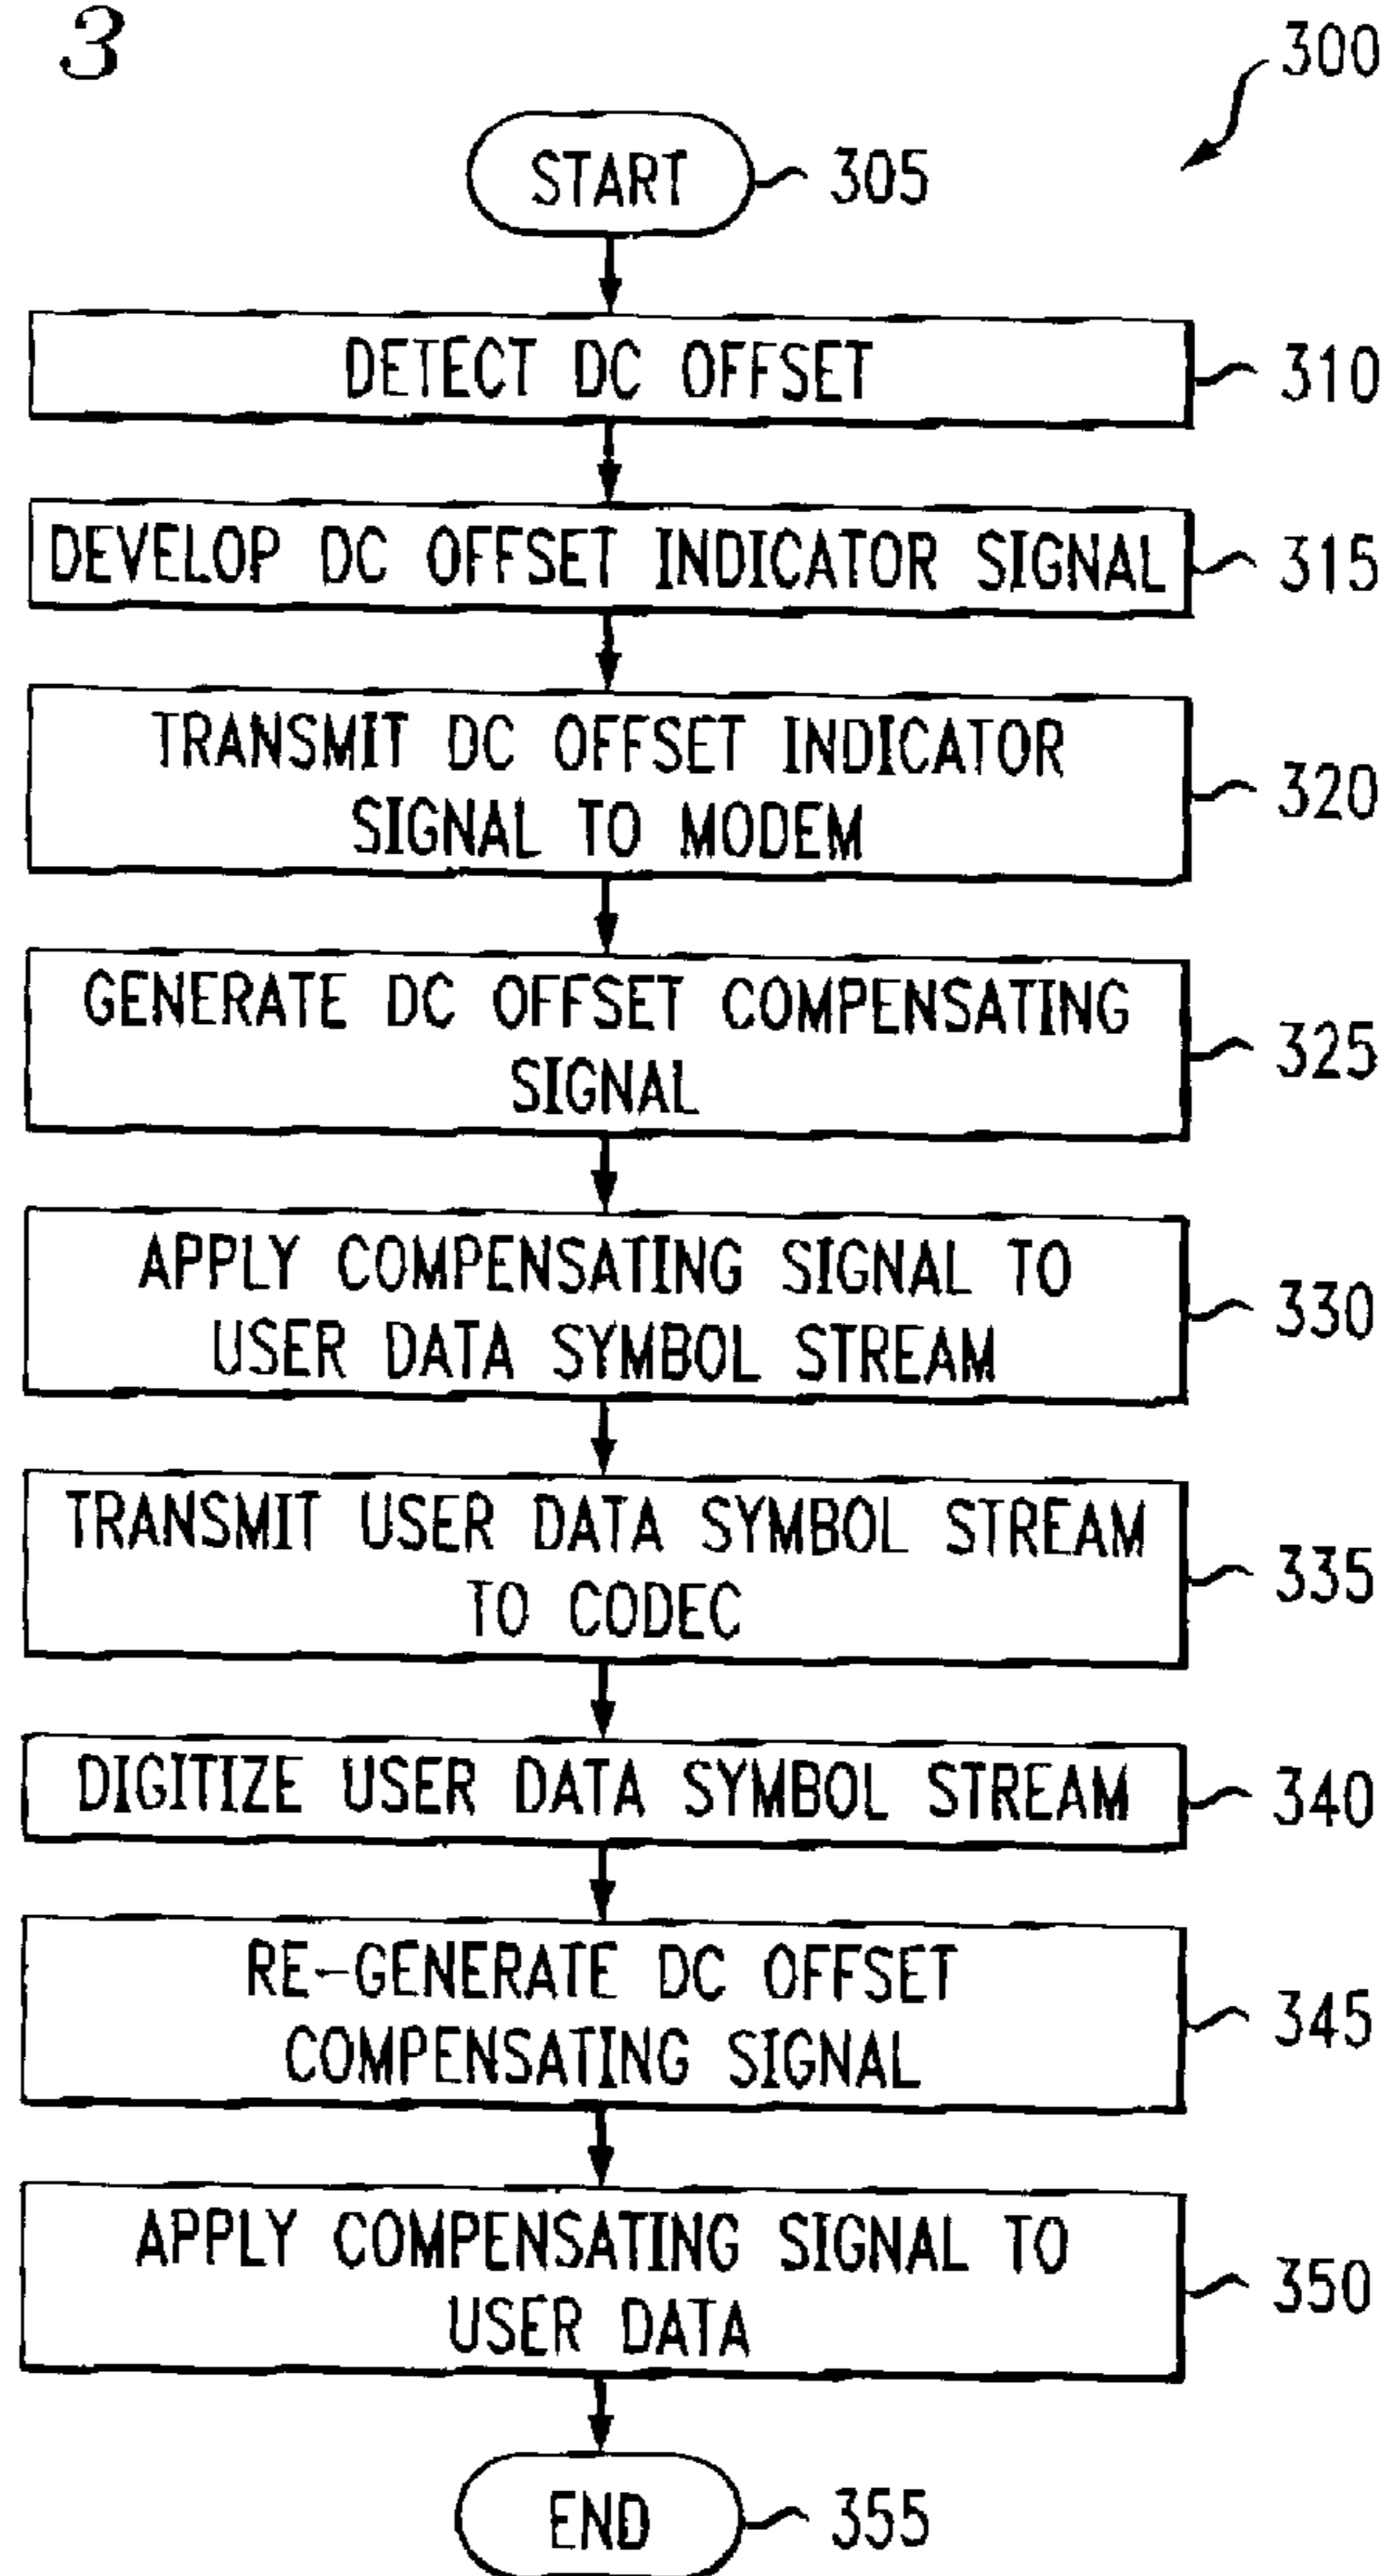 3
300
START
305
DETECT DC OFFSET
310
DEVELOP DC OFFSET INDICATOR SIGNAL
315
TRANSMIT DC OFFSET INDICATOR
SIGNAL TO MODEM
320
GENERATE DC OFFSET COMPENSATING
SIGNAL
325
APPLY COMPENSATING SIGNAL TO
USER DATA SYMBOL STREAM
330
TRANSMIT USER DATA SYMBOL STREAM
TO CODEC
335
DIGITIZE USER DATA SYMBOL STREAM
340
RE-GENERATE DC OFFSET
COMPENSATING SIGNAL
345
APPLY COMPENSATING SIGNAL TO
USER DATA
350
END
355